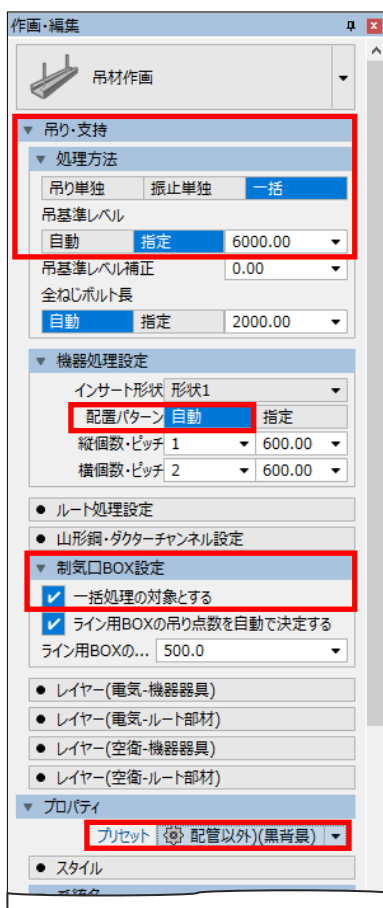 作画・編集
吊材作画
吊り・支持
処理方法
吊り単独 振止単独 一括
吊基準レベル
自動 指定 6000.00
吊基準レベル補正 0.00
全ねじボルト長
自動 指定 2000.00
機器処理設定
インサート形状 形状1
配置パターン 自動 指定
縦個数・ピッチ 1 600.00
横個数・ピッチ 2 600.00
ルート処理設定
山形鋼・ダクターチャンネル設定
制気口BOX設定
一括処理の対象とする
ライン用BOXの吊り点数を自動で決定する
ライン用BOXの... 500.0
レイヤー(電気-機器器具)
レイヤー(電気-ルート部材)
レイヤー(空衛-機器器具)
レイヤー(空衛-ルート部材)
プロパティ
プリセット 配管以外)(黒背景)
スタイル